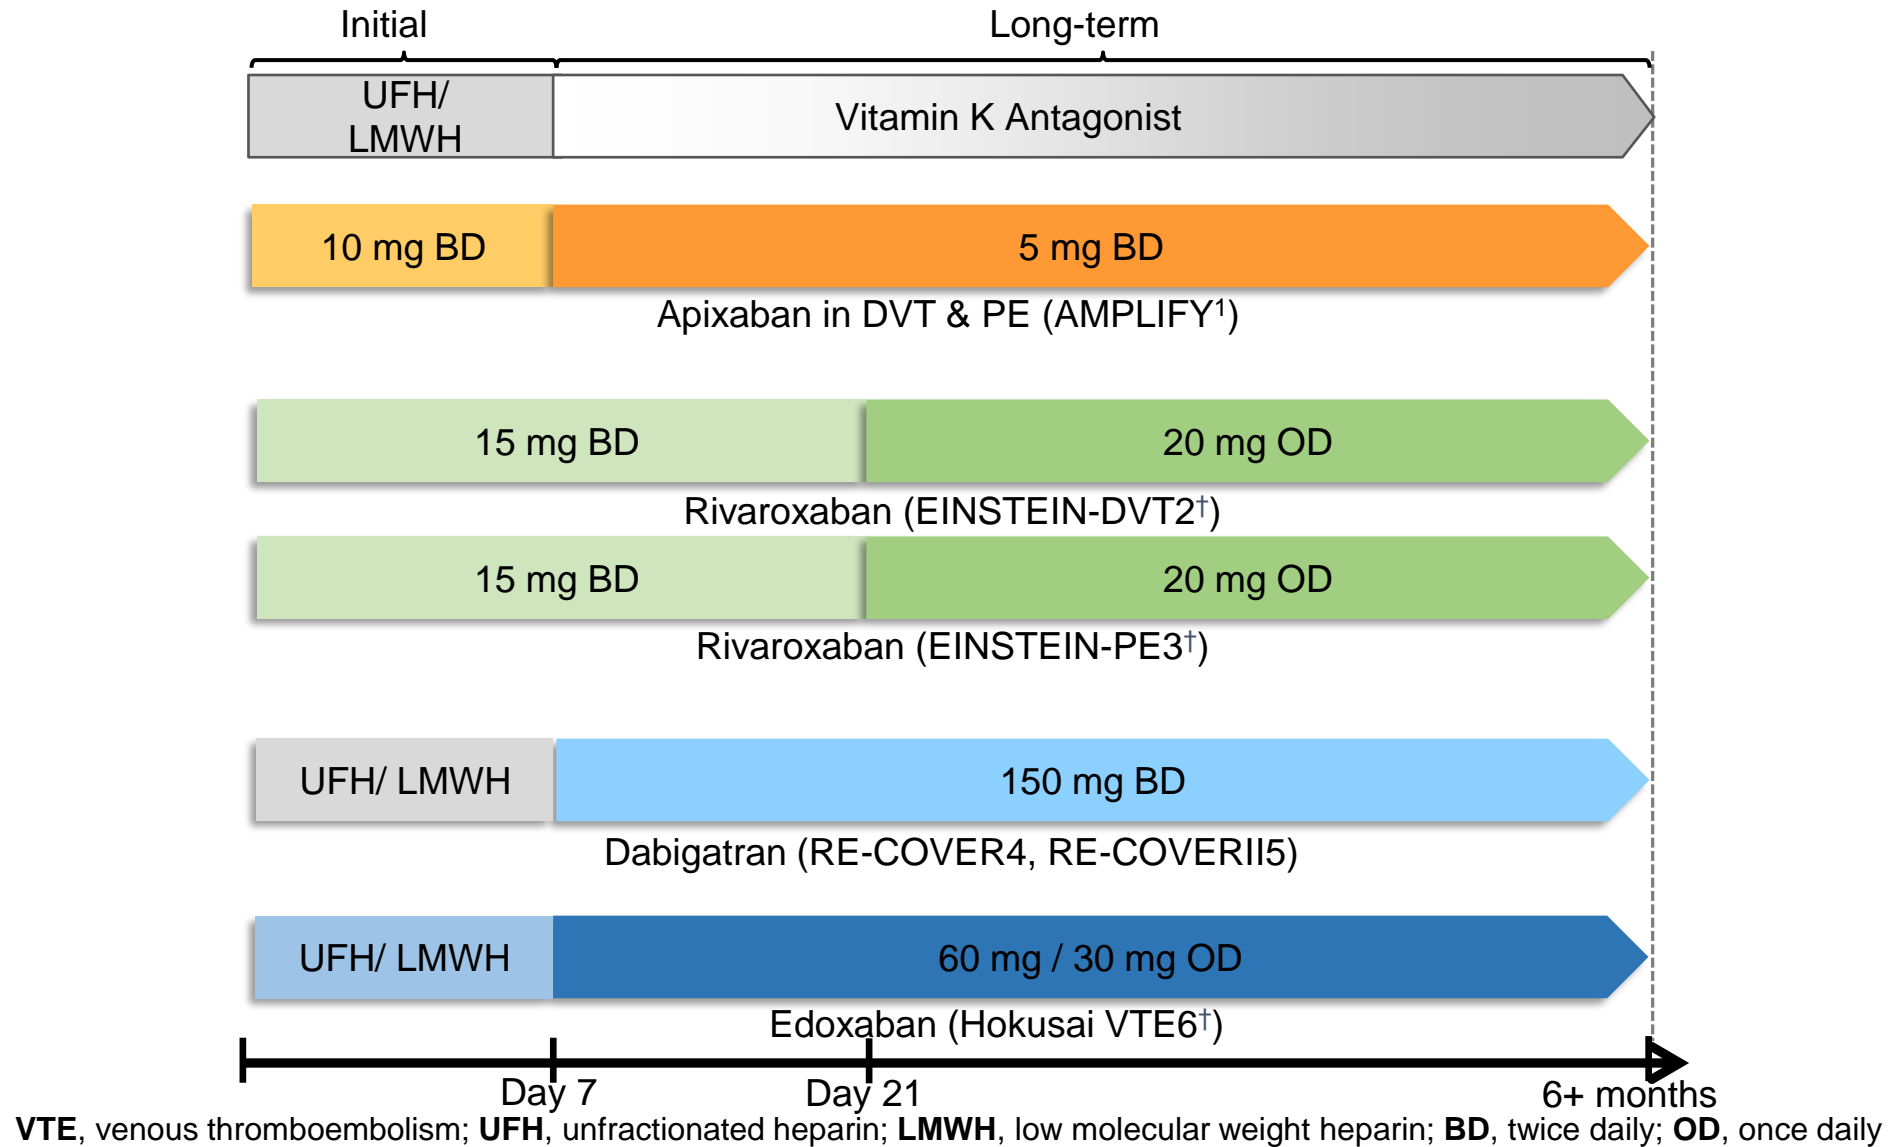 Initial Long-term
UFH/
LMWH
Vitamin K Antagonist
10 mg BD 5 mg BD
Apixaban in DVT & PE (AMPLIFY¹)
15 mg BD 20 mg OD
Rivaroxaban (EINSTEIN-DVT2†)
15 mg BD 20 mg OD
Rivaroxaban (EINSTEIN-PE3†)
UFH/ LMWH 150 mg BD
Dabigatran (RE-COVER4, RE-COVERII5)
UFH/ LMWH 60 mg / 30 mg OD
Edoxaban (Hokusai VTE6†)
Day 7 Day 21 6+ months
VTE, venous thromboembolism; UFH, unfractionated heparin; LMWH, low molecular weight heparin; BD, twice daily; OD, once daily